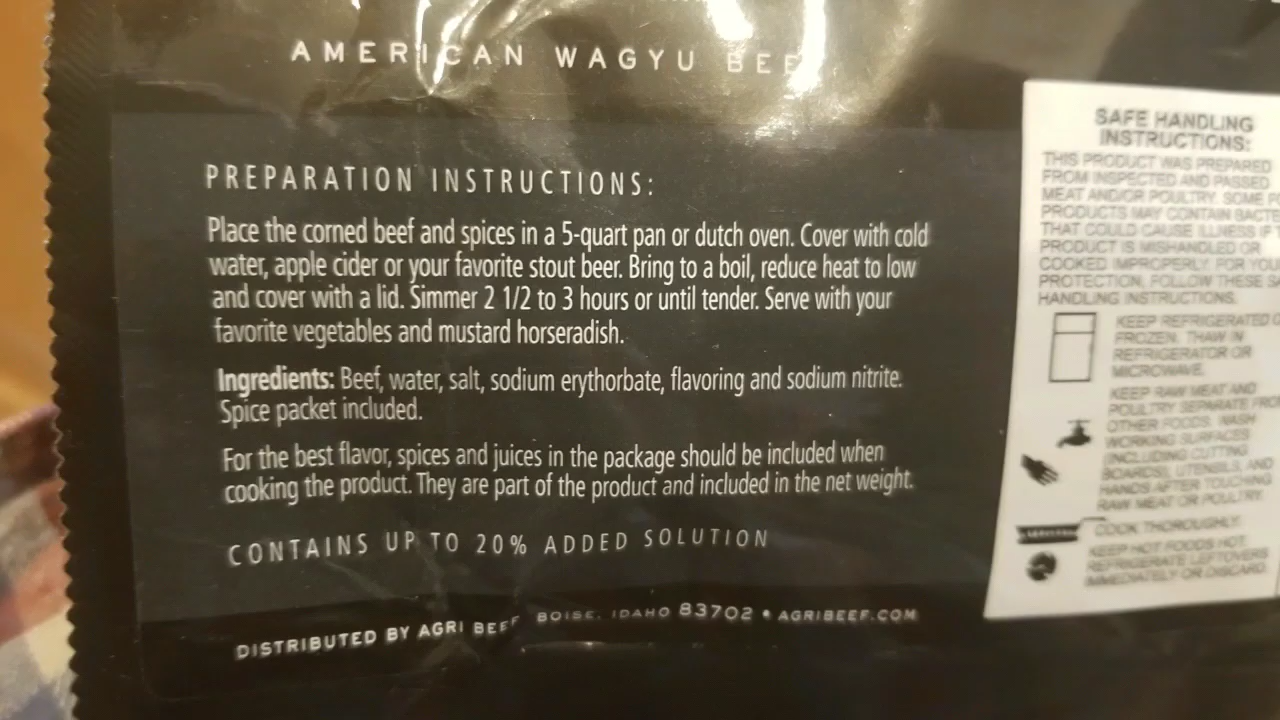 AMERICAN WAGYU BEEF
PREPARATION INSTRUCTIONS:
Place the corned beef and spices in a 5-quart pan or dutch oven. Cover with cold
water, apple cider or your favorite stout beer. Bring to a boil, reduce heat to low
and cover with a lid. Simmer 2 1/2 to 3 hours or until tender. Serve with your
favorite vegetables and mustard horseradish.
Ingredients: Beef, water, salt, sodium erythorbate, flavoring and sodium nitrite.
Spice packet included.
For the best flavor, spices and juices in the package should be included when
cooking the product. They are part of the product and included in the net weight.
CONTAINS UP TO 20% ADDED SOLUTION
DISTRIBUTED BY AGRI BEEF BOISE, IDAHO 83702 • AGRIBEEF.COM
SAFE HANDLING
INSTRUCTIONS:
THIS PRODUCT WAS PREPARED
FROM INSPECTED AND PASSED
MEAT AND/OR POULTRY. SOME
PRODUCTS MAY CONTAIN
THAT COULD CAUSE ILLNESS IF
PRODUCT IS MISHANDLED OR
COOKED IMPROPERLY. FOR YOUR
PROTECTION, FOLLOW THESE
HANDLING INSTRUCTIONS.
KEEP REFRIGERATED
FROZEN. THAW IN
REFRIGERATOR OR
MICROWAVE.
KEEP RAW MEAT AND
POULTRY SEPARATE FROM
OTHER FOODS. WASH
WORKING SURFACES
(INCLUDING CUTTING
BOARDS), UTENSILS, AND
HANDS AFTER TOUCHING
RAW MEAT OR POULTRY.
COOK THOROUGHLY.
KEEP HOT FOODS HOT.
REFRIGERATE LEFTOVERS
IMMEDIATELY OR DISCARD.